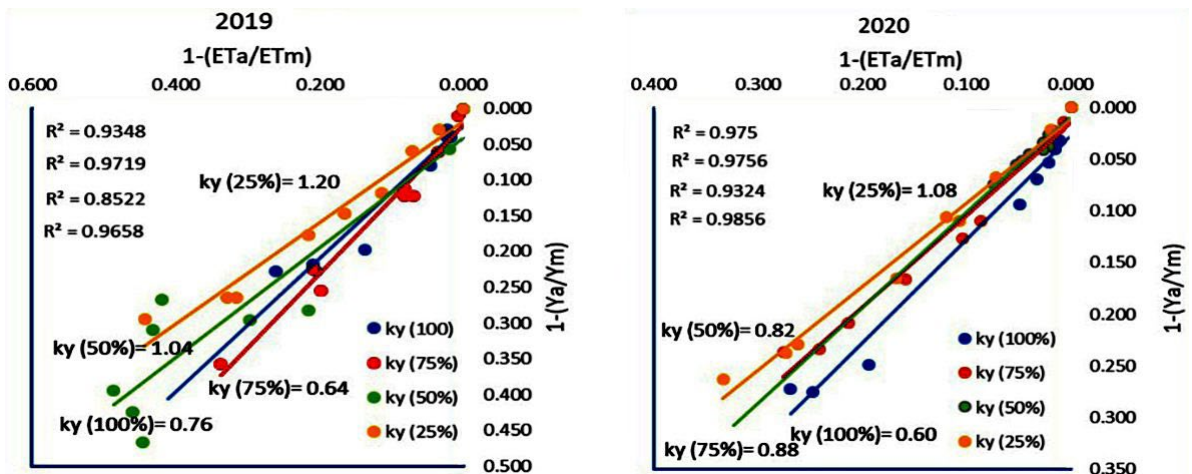 2019
1-(ETa/ETm)
0.600 0.400 0.200 0.000
0.000
0.050
0.100
0.150
0.200
0.250
0.300
0.350
0.400
0.450
0.500
1-(Ya/Ym)
R² = 0.9348
R² = 0.9719
R² = 0.8522
R² = 0.9658
ky (25%)= 1.20
ky (50%)= 1.04
ky (75%)= 0.64
ky (100%)= 0.76
ky (100)
ky (75%)
ky (50%)
ky (25%)
2020
1-(ETa/ETm)
0.400 0.300 0.200 0.100 0.000
0.000
0.050
0.100
0.150
0.200
0.250
0.300
0.350
1-(Ya/Ym)
R² = 0.975
R² = 0.9756
R² = 0.9324
R² = 0.9856
ky (25%)= 1.08
ky (50%)= 0.82
ky (100%)= 0.60
ky (75%)= 0.88
ky (100%)
ky (75%)
ky (50%)
ky (25%)